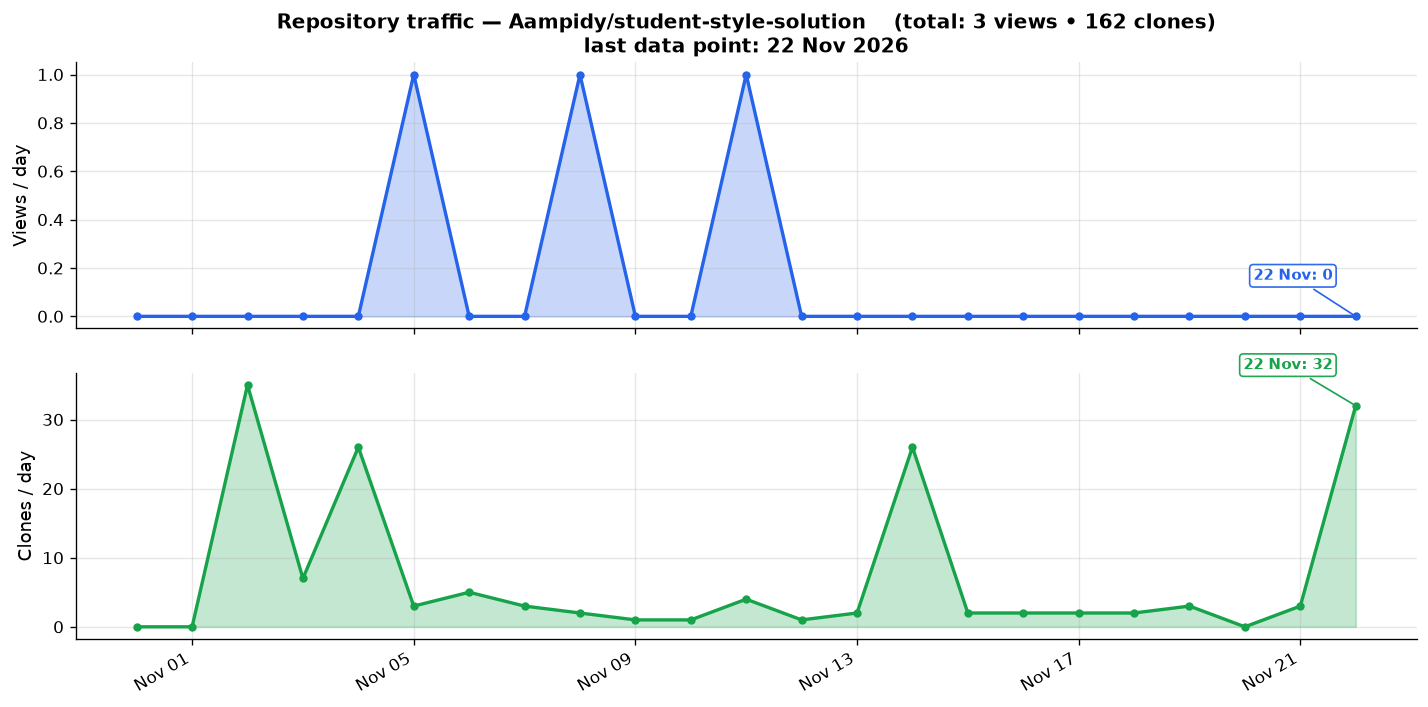 Repository traffic — Aampidy/student-style-solution    (total: 3 views • 162 clones)
last data point: 22 Nov 2026
Views / day
1.0
0.8
0.6
0.4
0.2
0.0
22 Nov: 0
Clones / day
30
20
10
0
22 Nov: 32
Nov 01
Nov 05
Nov 09
Nov 13
Nov 17
Nov 21